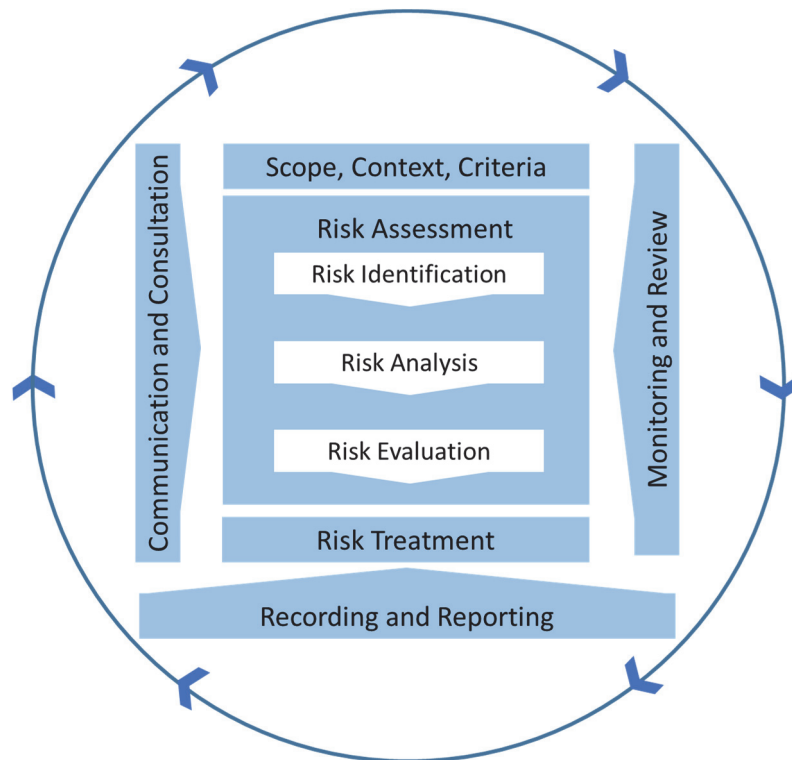 Scope, Context, Criteria
Risk Assessment
Risk Identification
Risk Analysis
Risk Evaluation
Risk Treatment
Recording and Reporting
Communication and Consultation
Monitoring and Review